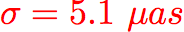 σ = 5.1 μas